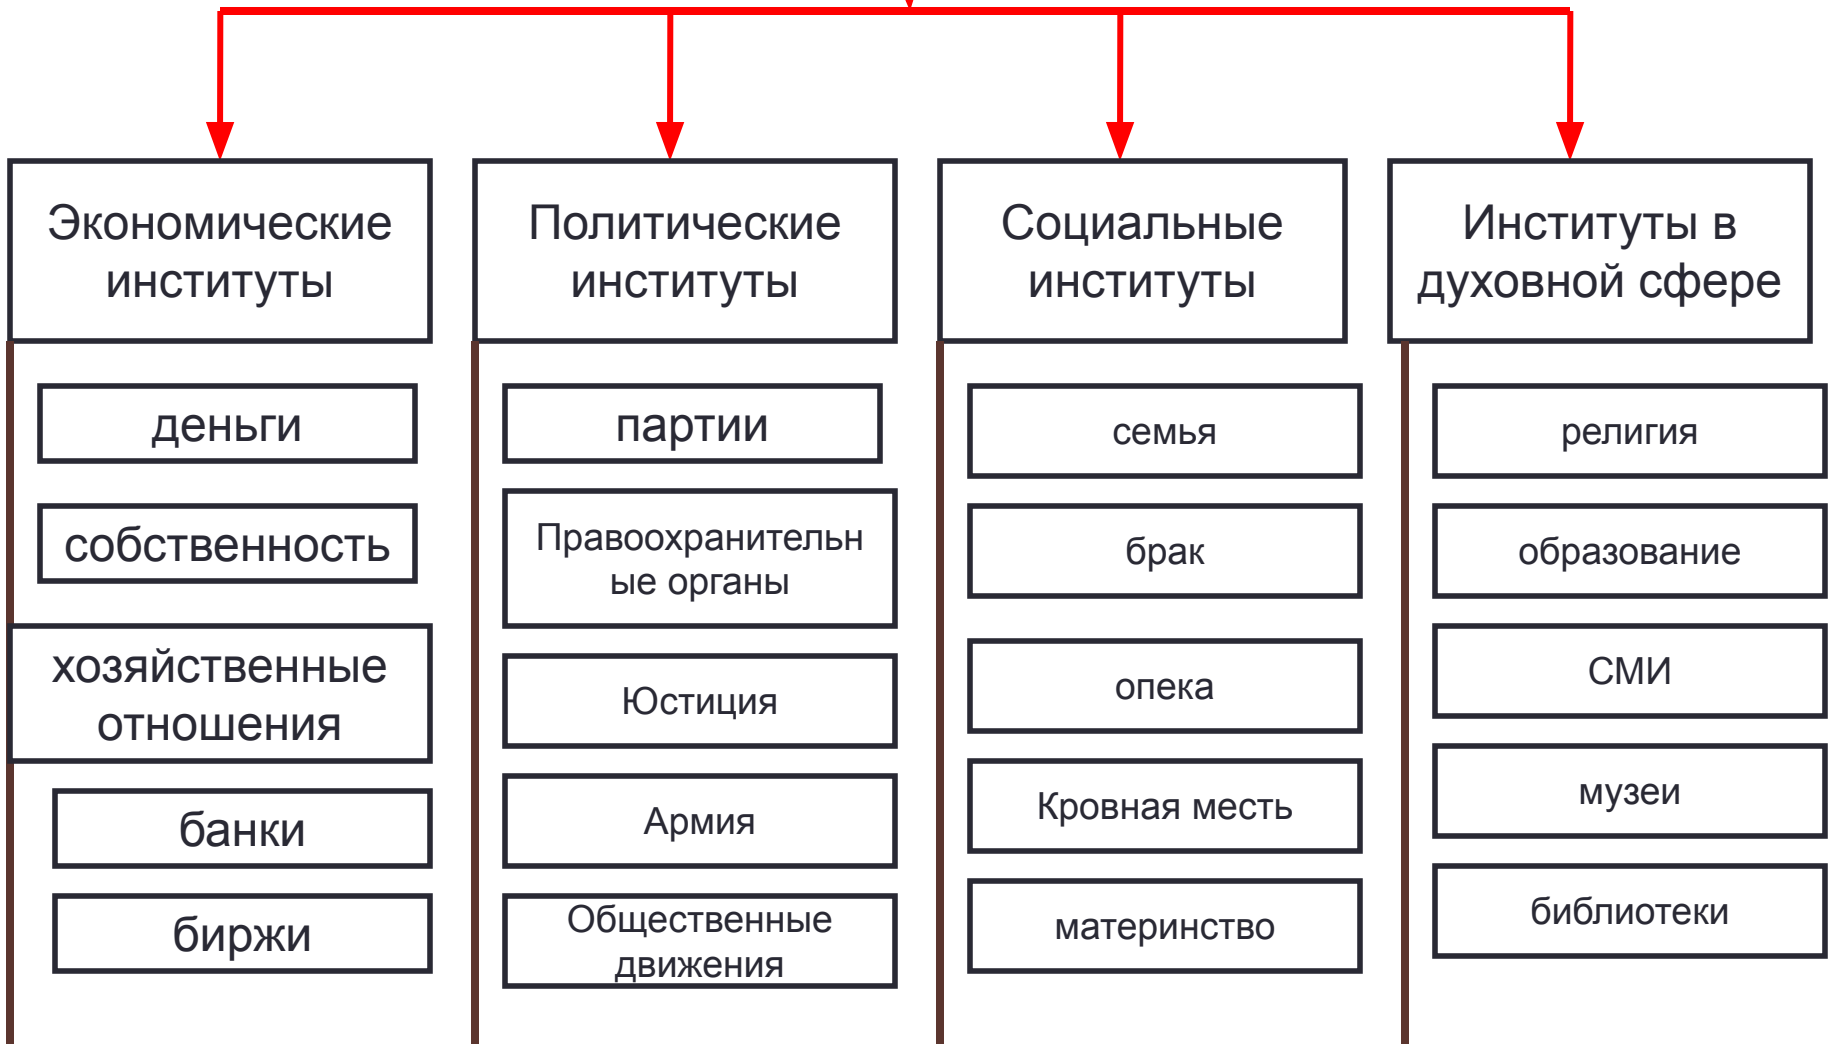 Экономические
институты
деньги
собственность
хозяйственные
отношения
банки
биржи
Политические
институты
партии
Правоохранительн
ые органы
Юстиция
Армия
Общественные
движения
Социальные
институты
семья
брак
опека
Кровная месть
материнство
Институты в
духовной сфере
религия
образование
СМИ
музеи
библиотеки